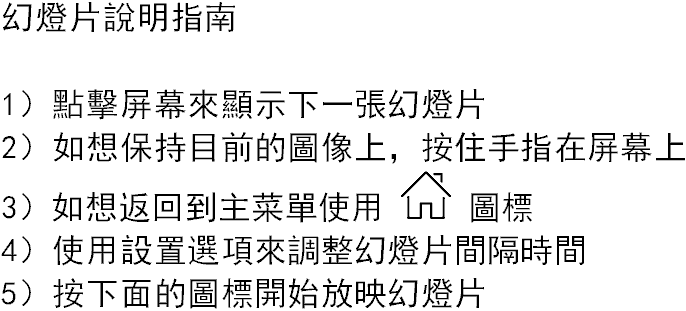 幻燈片說明指南
1）點擊屏幕來顯示下一張幻燈片
2）如想保持目前的圖像上，按住手指在屏幕上
3）如想返回到主菜單使用 圖標
4）使用設置選項來調整幻燈片間隔時間
5）按下面的圖標開始放映幻燈片